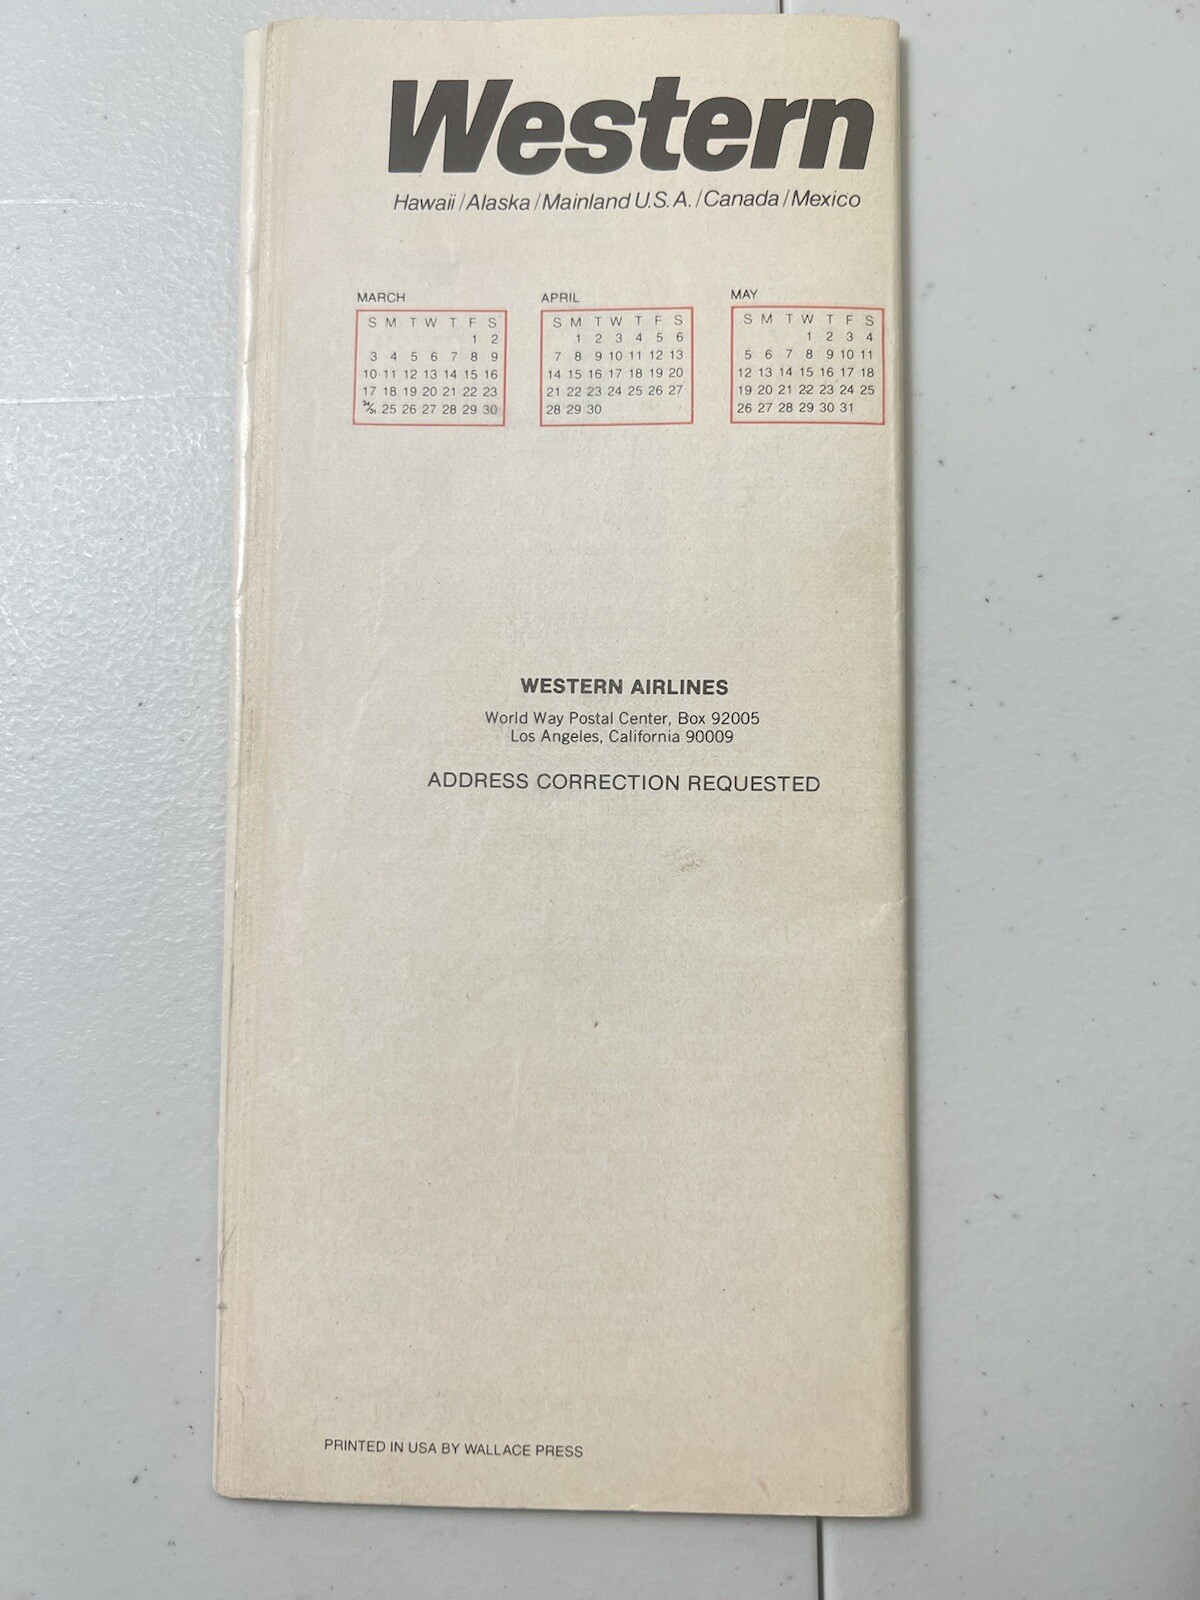 Western
Hawaii/Alaska/Mainland U.S.A./Canada/Mexico
MARCH
S M T W T F S
1 2
3 4 5 6 7 8 9
10 11 12 13 14 15 16
17 18 19 20 21 22 23
24/31 25 26 27 28 29 30
APRIL
S M T W T F S
1 2 3 4 5 6
7 8 9 10 11 12 13
14 15 16 17 18 19 20
21 22 23 24 25 26 27
28 29 30
MAY
S M T W T F S
1 2 3 4
5 6 7 8 9 10 11
12 13 14 15 16 17 18
19 20 21 22 23 24 25
26 27 28 29 30 31
WESTERN AIRLINES
World Way Postal Center, Box 92005
Los Angeles, California 90009
ADDRESS CORRECTION REQUESTED
PRINTED IN USA BY WALLACE PRESS